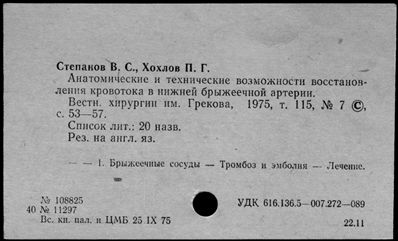 Степанов В. С., Хохлов П. Г.
Анатомические и технические возможности восстанов-
ления кровотока в нижней брыжеечной артерии.
Вестн. хирургии им. Грекова, 1975, т. 115, № 7 ©,
с. 53—57.
Список лит.: 20 назв.
Рез. на англ. яз.
— — 1. Брыжеечные сосуды — Тромбоз и эмболия — Лечение.
№ 108825
40 № 11297
Вс. кн. пал. и ЦМБ 25 IX 75
УДК 616.136.5—007.272—089
22.11